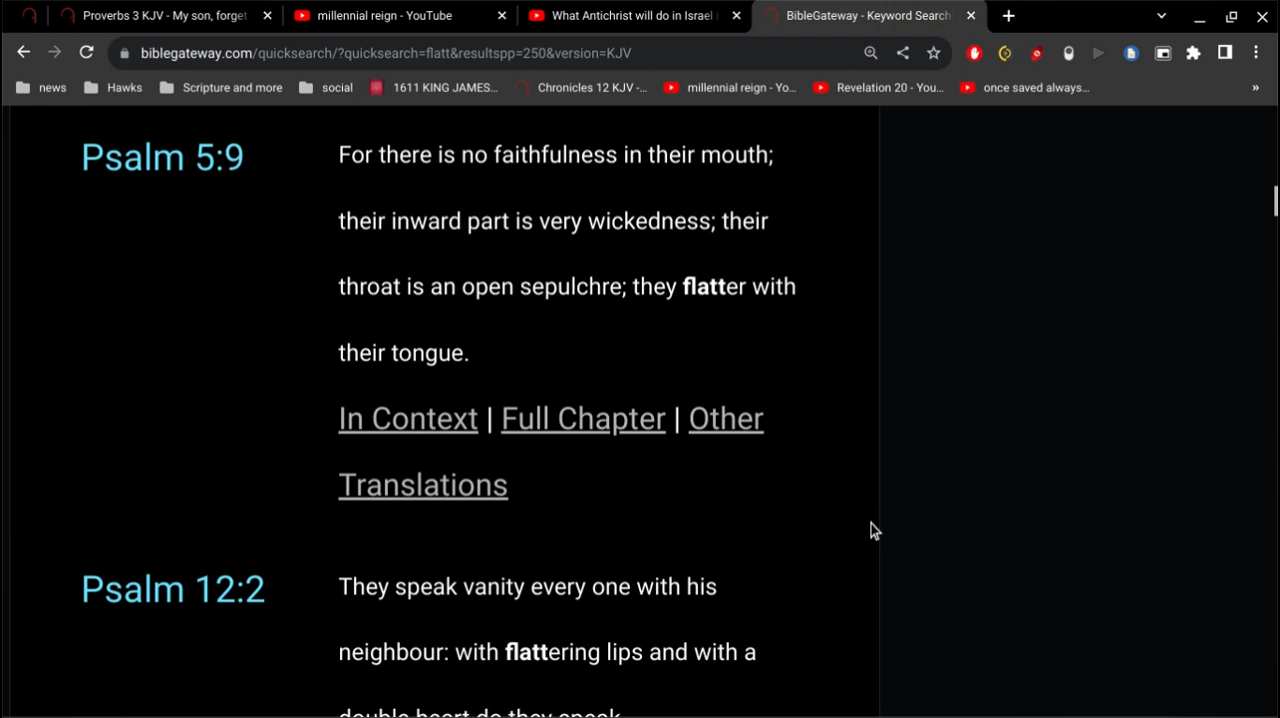 Proverbs 3 KJV - My son, forget
millennial reign - YouTube
What Antichrist will do in Israel
BibleGateway - Keyword Search:
biblegateway.com/quicksearch/?quicksearch=flatt&resultspp=250&version=KJV
news
Hawks
Scripture and more
social
1611 KING JAMES...
Chronicles 12 KJV -...
millennial reign - Yo...
Revelation 20 - You...
once saved always...
»
Psalm 5:9
For there is no faithfulness in their mouth;
their inward part is very wickedness; their
throat is an open sepulchre; they flatter with
their tongue.
In Context | Full Chapter | Other
Translations
Psalm 12:2
They speak vanity every one with his
neighbour: with flattering lips and with a
double heart do they speak.